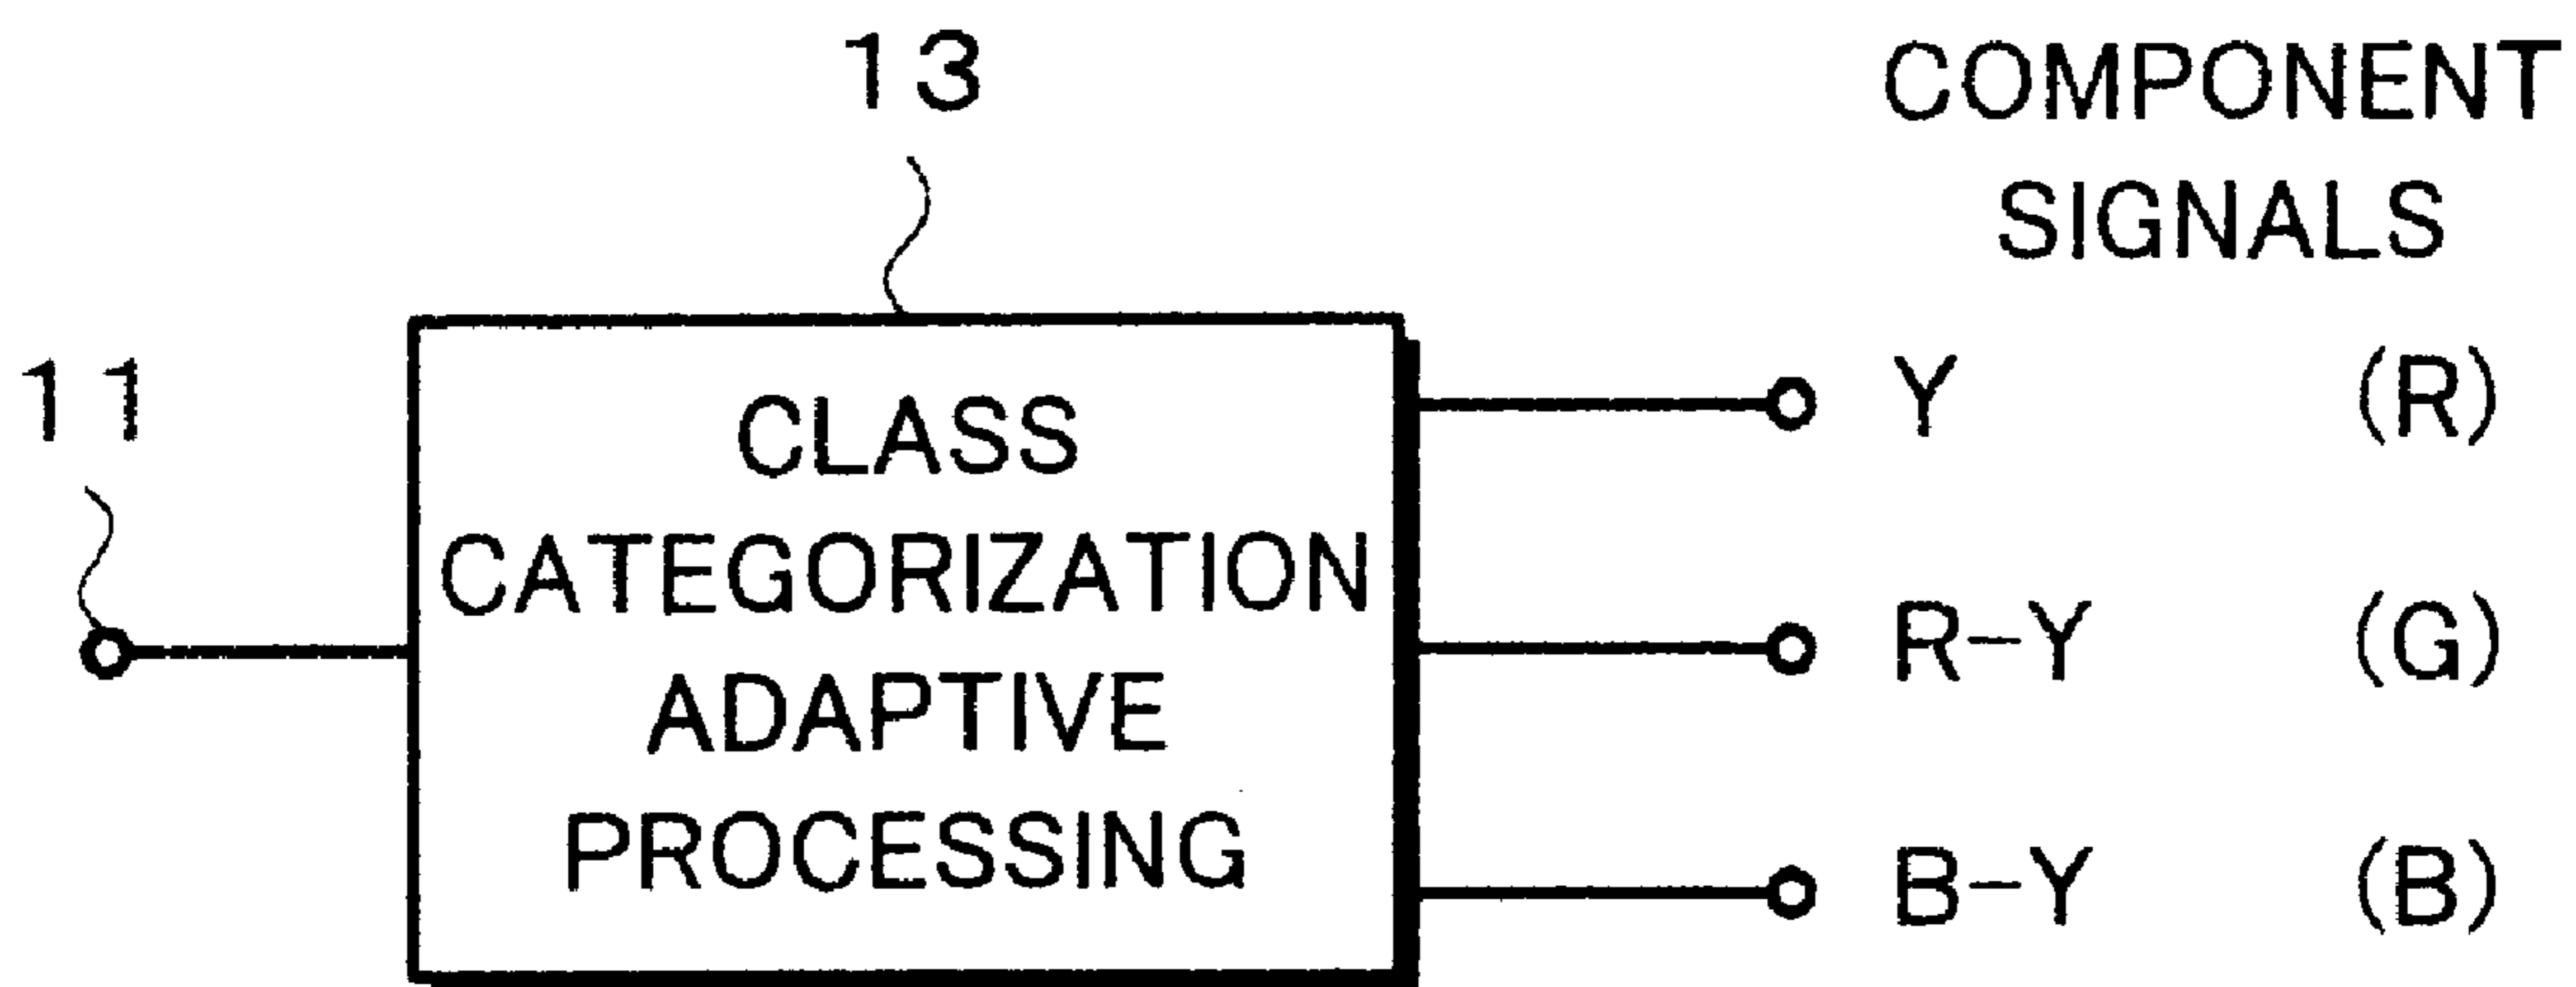 13
COMPONENT
SIGNALS
11
CLASS
CATEGORIZATION
ADAPTIVE
PROCESSING
Y (R)
R-Y (G)
B-Y (B)